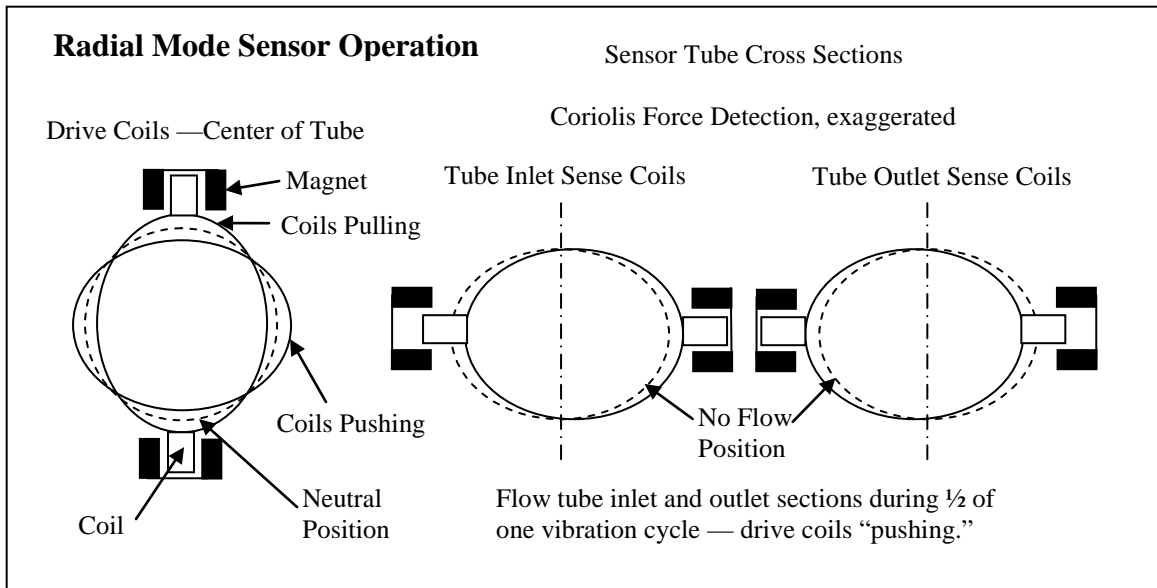 Radial Mode Sensor Operation
Sensor Tube Cross Sections
Coriolis Force Detection, exaggerated
Drive Coils —Center of Tube
Magnet
Coils Pulling
Coils Pushing
Neutral
Position
Coil
Tube Inlet Sense Coils
Tube Outlet Sense Coils
No Flow
Position
Flow tube inlet and outlet sections during ½ of
one vibration cycle — drive coils “pushing.”